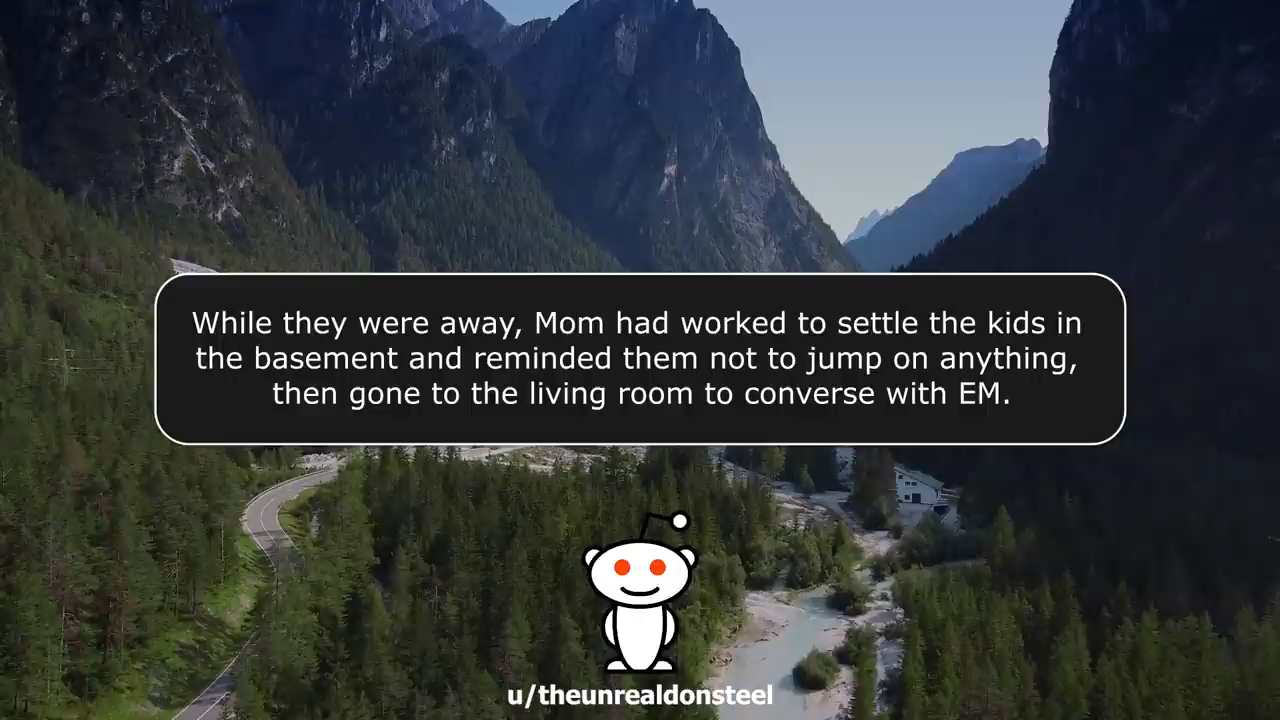 While they were away, Mom had worked to settle the kids in
the basement and reminded them not to jump on anything,
then gone to the living room to converse with EM.
u/theunrealdonsteel